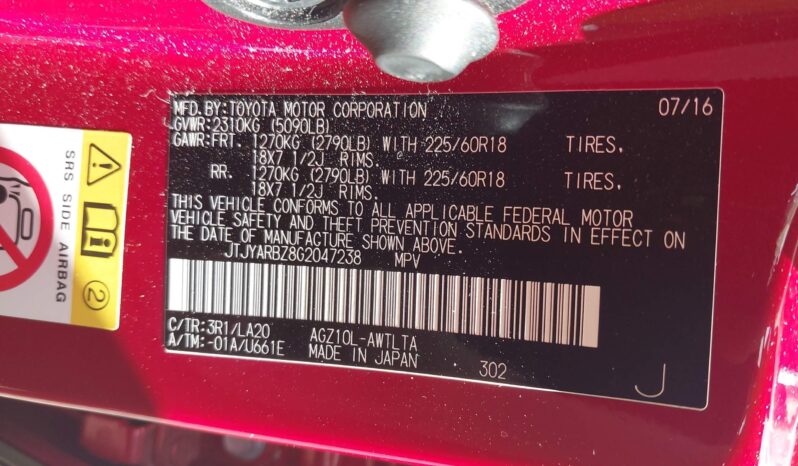 MFD.BY:TOYOTA MOTOR CORPORATION 07/16
GVWR:2310KG (5090LB)
GAWR:FRT. 1270KG (2790LB) WITH 225/60R18 TIRES.
18X7 1/2J RIMS.
RR. 1270KG (2790LB) WITH 225/60R18 TIRES.
18X7 1/2J RIMS.
THIS VEHICLE CONFORMS TO ALL APPLICABLE FEDERAL MOTOR
VEHICLE SAFETY AND THEFT PREVENTION STANDARDS IN EFFECT ON
THE DATE OF MANUFACTURE SHOWN ABOVE.
JTJYARBZ8G2047238 MPV
C/TR:3R1/LA20 AGZ10L-AWTLTA
A/TM:-01A/U661E MADE IN JAPAN 302 J
SRS SIDE AIRBAG
2